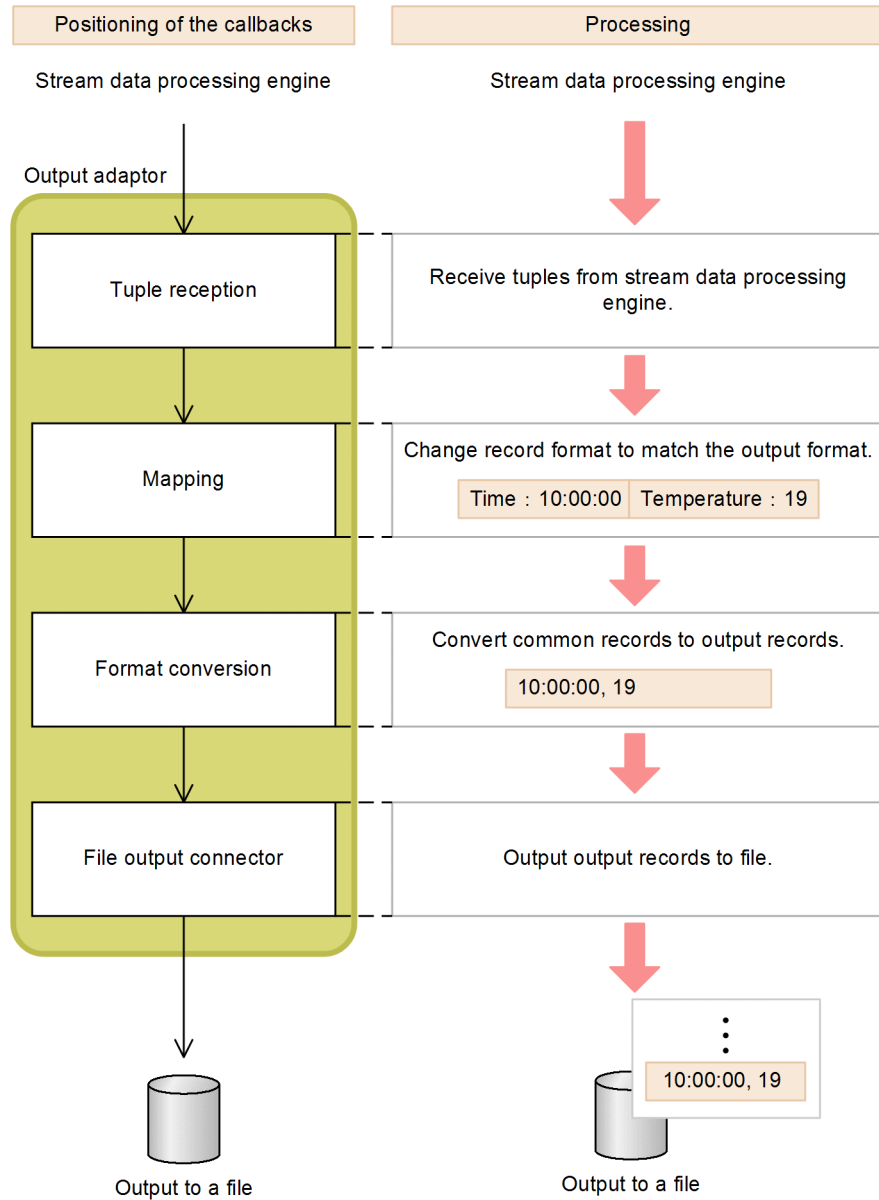 Positioning of the callbacks
Processing
Stream data processing engine
Stream data processing engine
Output adaptor
Tuple reception
Receive tuples from stream data processing
engine.
Mapping
Change record format to match the output format.
Time : 10:00:00
Temperature : 19
Format conversion
Convert common records to output records.
10:00:00, 19
File output connector
Output output records to file.
10:00:00, 19
Output to a file
Output to a file